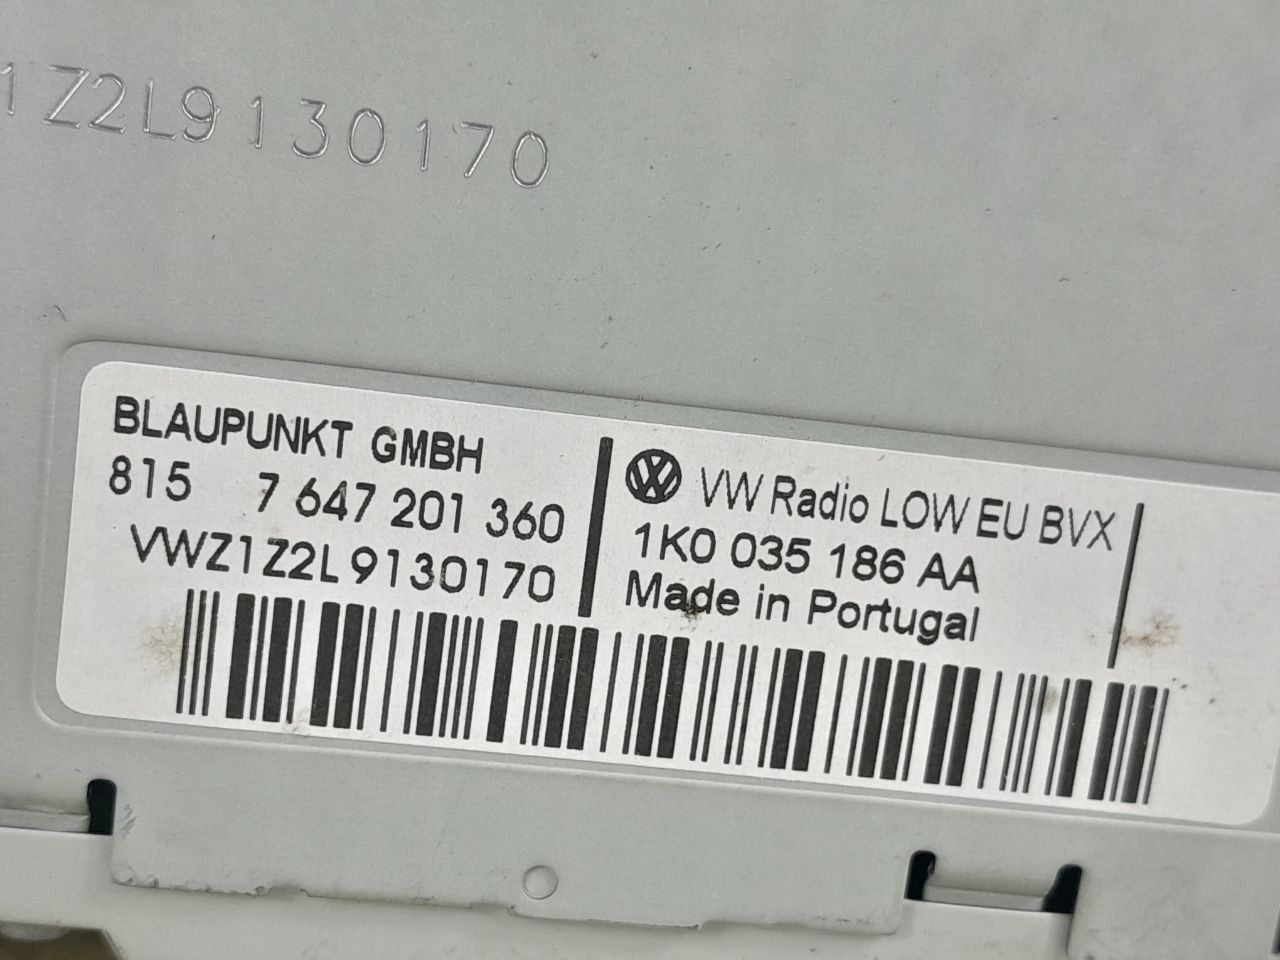 1Z2L9130170
BLAUPUNKT GMBH
815 7 647 201 360
VWZ1Z2L9130170
VW Radio LOW EU BVX
1K0 035 186 AA
Made in Portugal